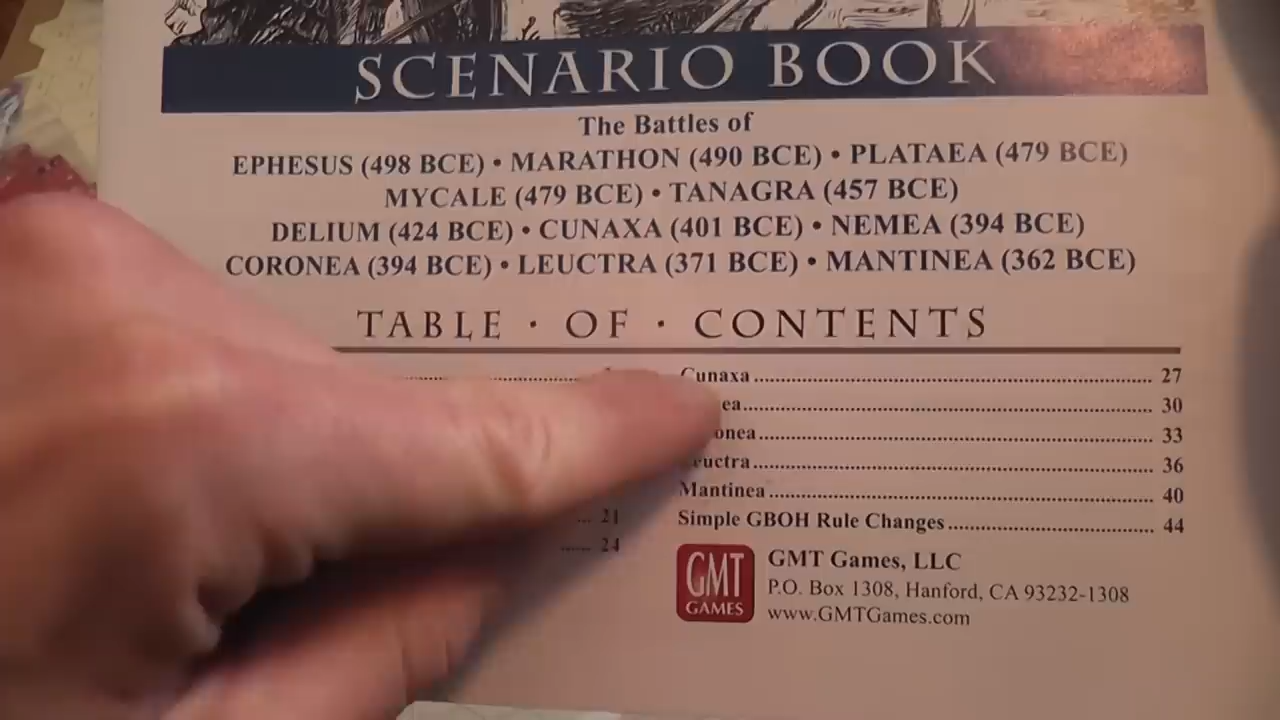 SCENARIO BOOK
The Battles of
EPHESUS (498 BCE) • MARATHON (490 BCE) • PLATAEA (479 BCE)
MYCALE (479 BCE) • TANAGRA (457 BCE)
DELIUM (424 BCE) • CUNAXA (401 BCE) • NEMEA (394 BCE)
CORONEA (394 BCE) • LEUCTRA (371 BCE) • MANTINEA (362 BCE)
TABLE · OF · CONTENTS
Cunaxa 27
ea 30
onea 33
Leuctra 36
Mantinea 40
21
Simple GBOH Rule Changes 44
24
GMT GAMES
GMT Games, LLC
P.O. Box 1308, Hanford, CA 93232-1308
www.GMTGames.com